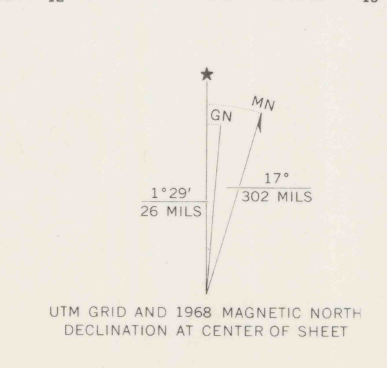 MN
GN
1°29'
26 MILS
17°
302 MILS
UTM GRID AND 1968 MAGNETIC NORTH
DECLINATION AT CENTER OF SHEET